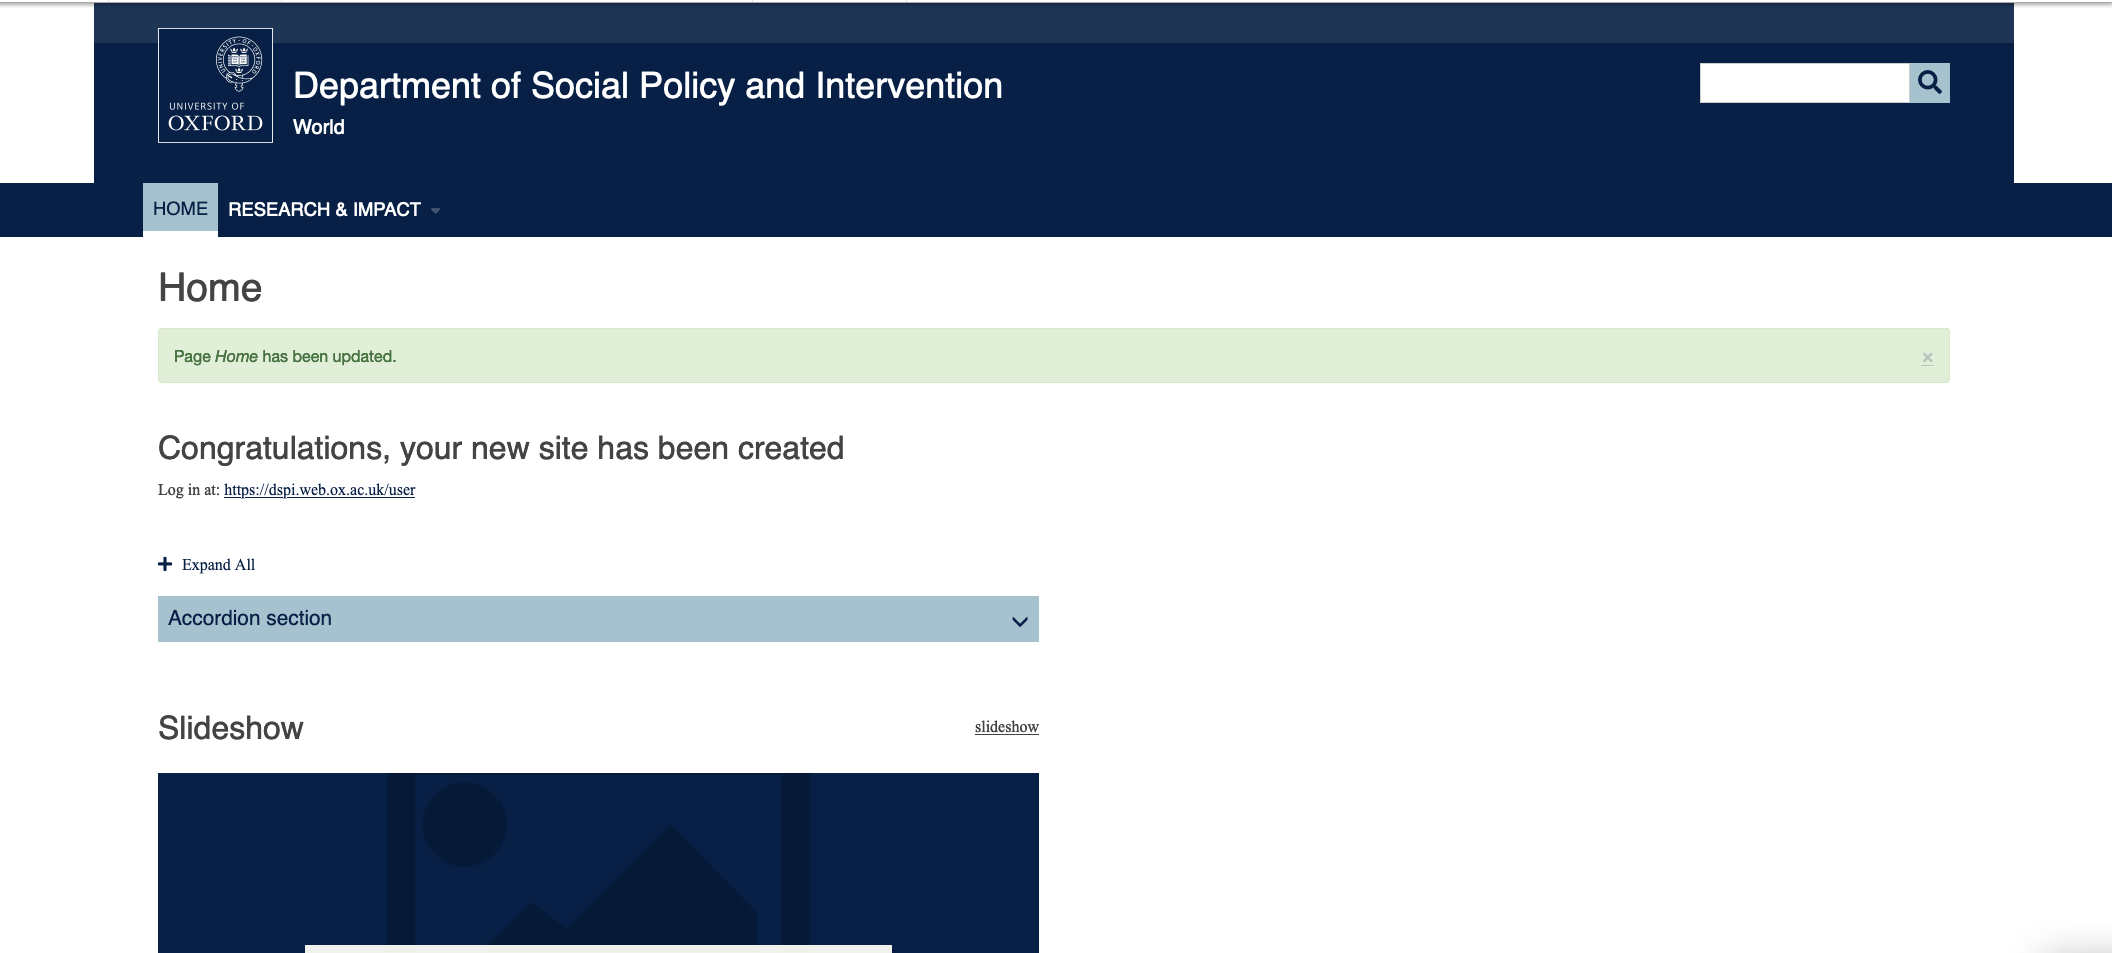 UNIVERSITY OF
OXFORD
Department of Social Policy and Intervention
World
HOME
RESEARCH & IMPACT
Home
Page Home has been updated.
×
Congratulations, your new site has been created
Log in at: https://dspi.web.ox.ac.uk/user
Expand All
Accordion section
Slideshow
slideshow